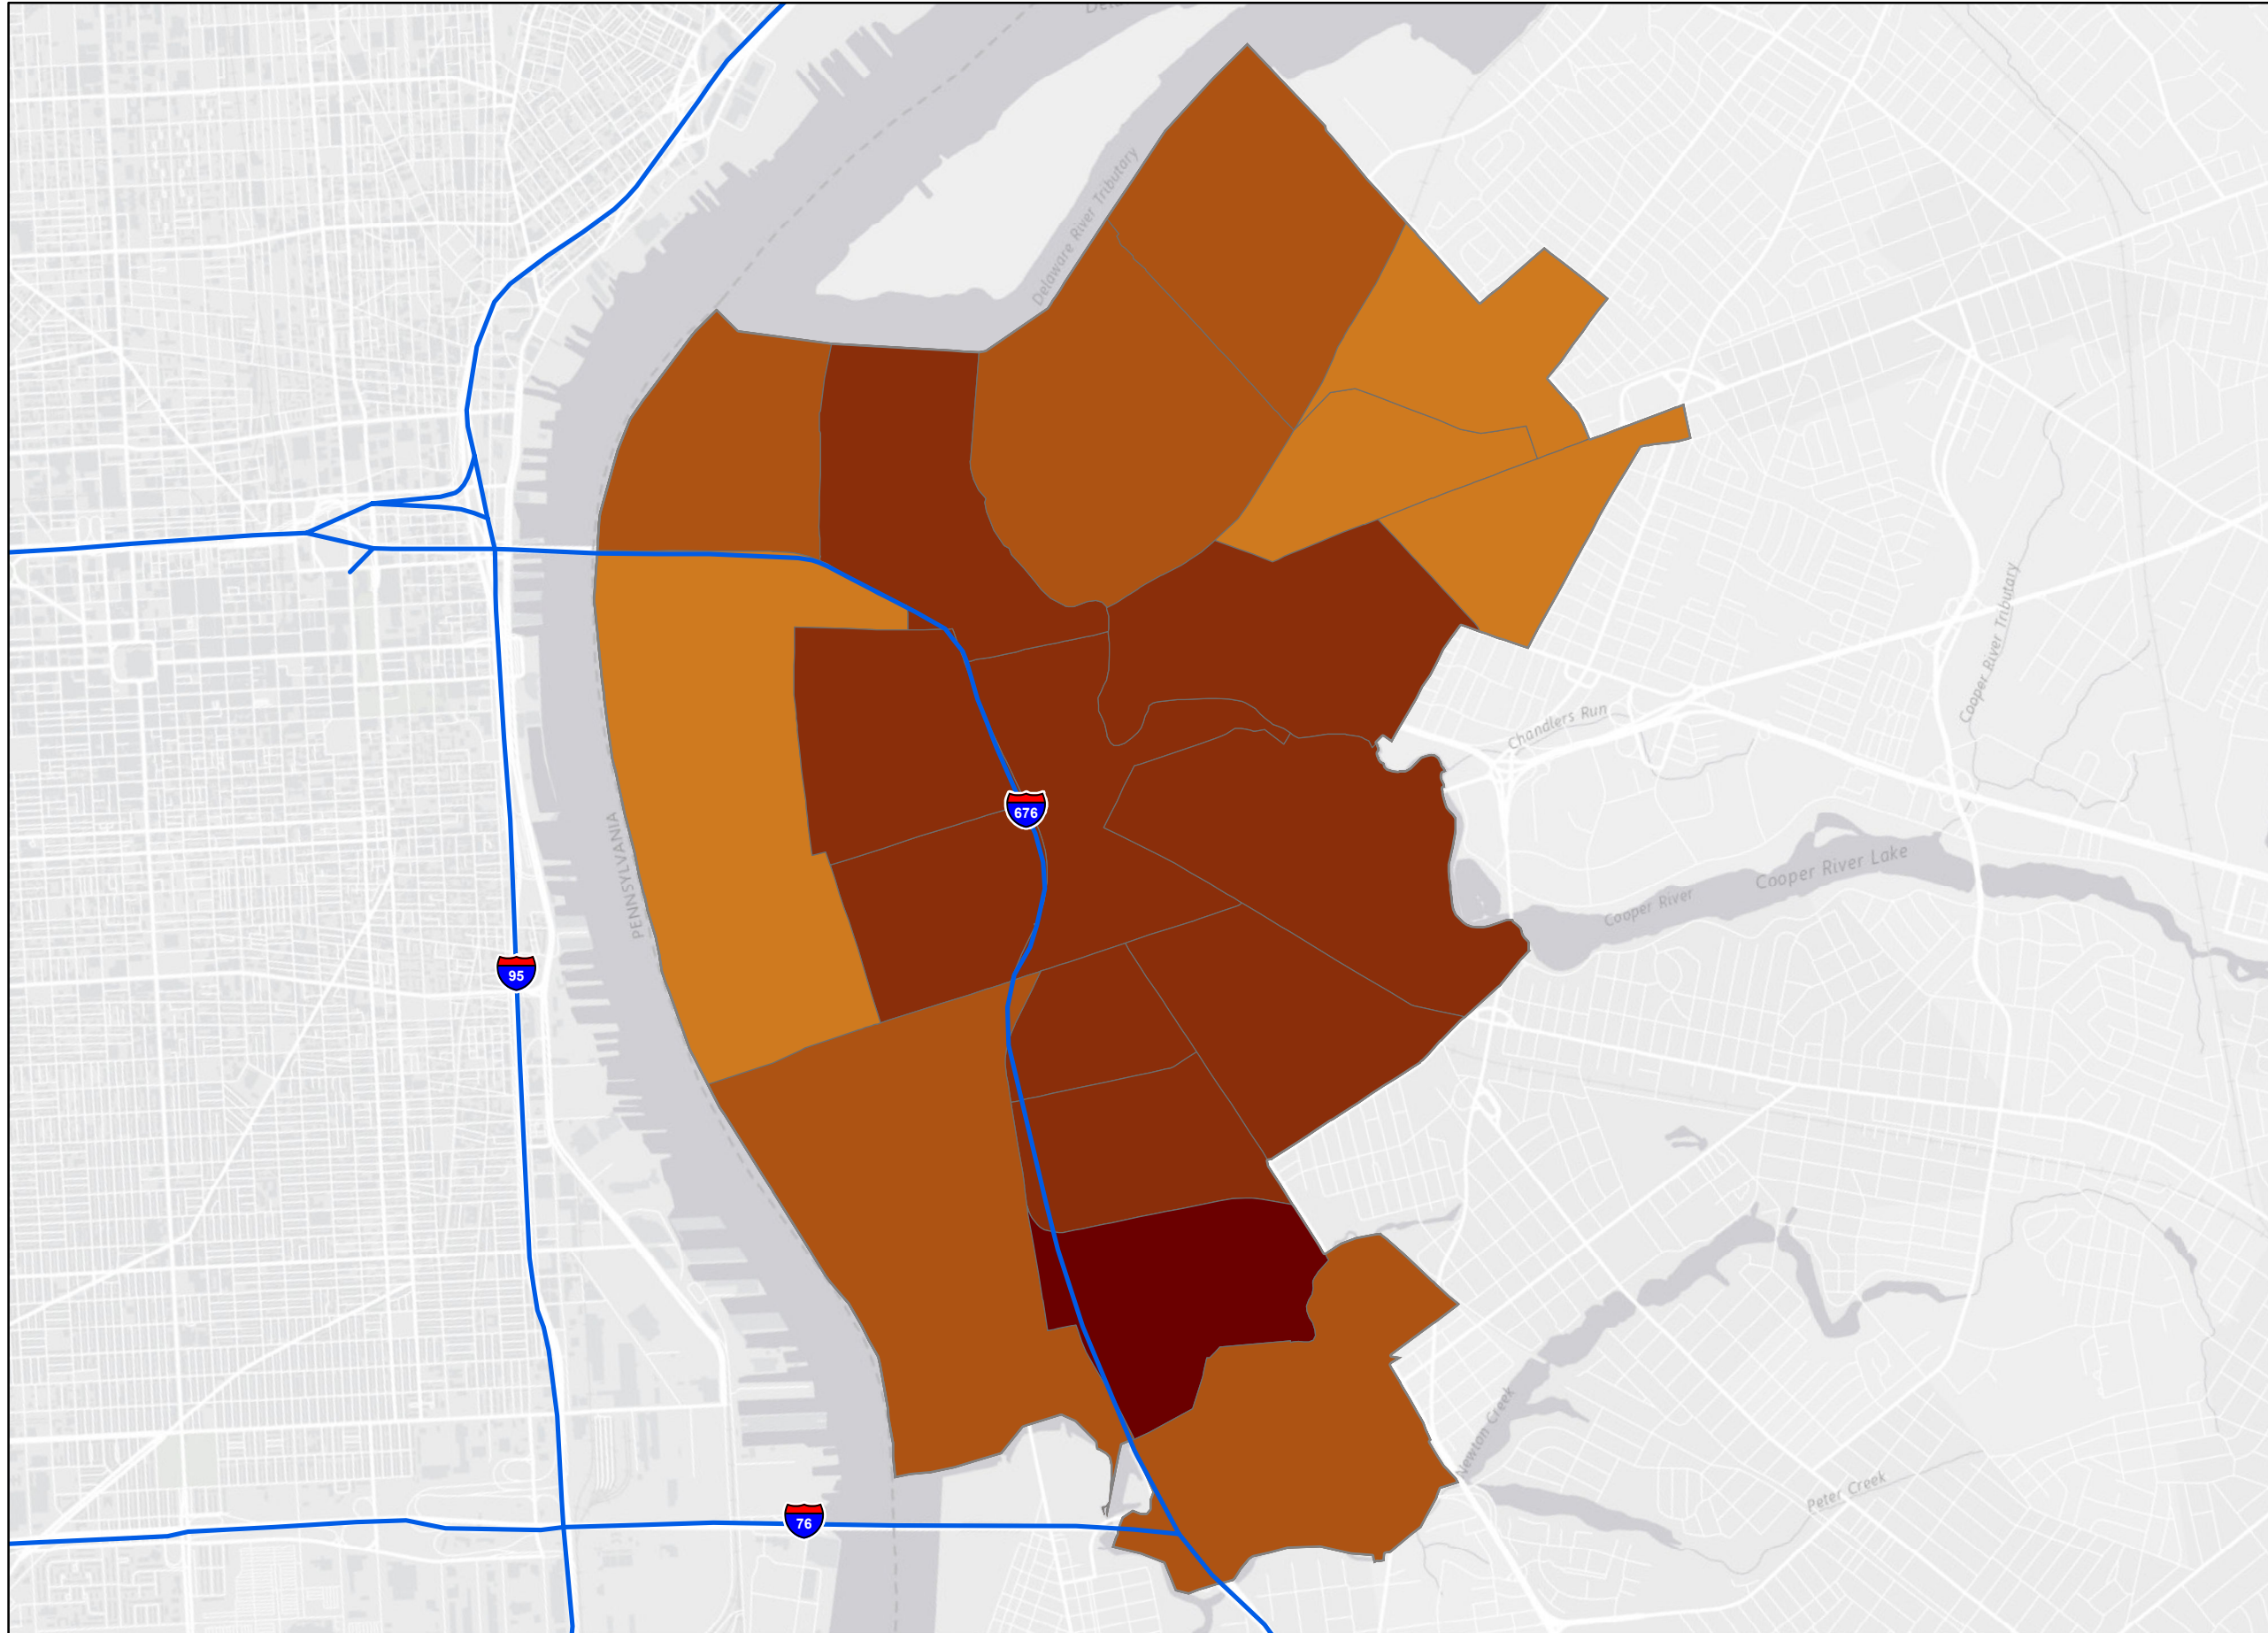 Delaware River Tributary
Cooper River Tributary
Chandlers Run
676
PENNSYLVANIA
Cooper River Lake
Cooper River
95
Newton Creek
Peter Creek
76